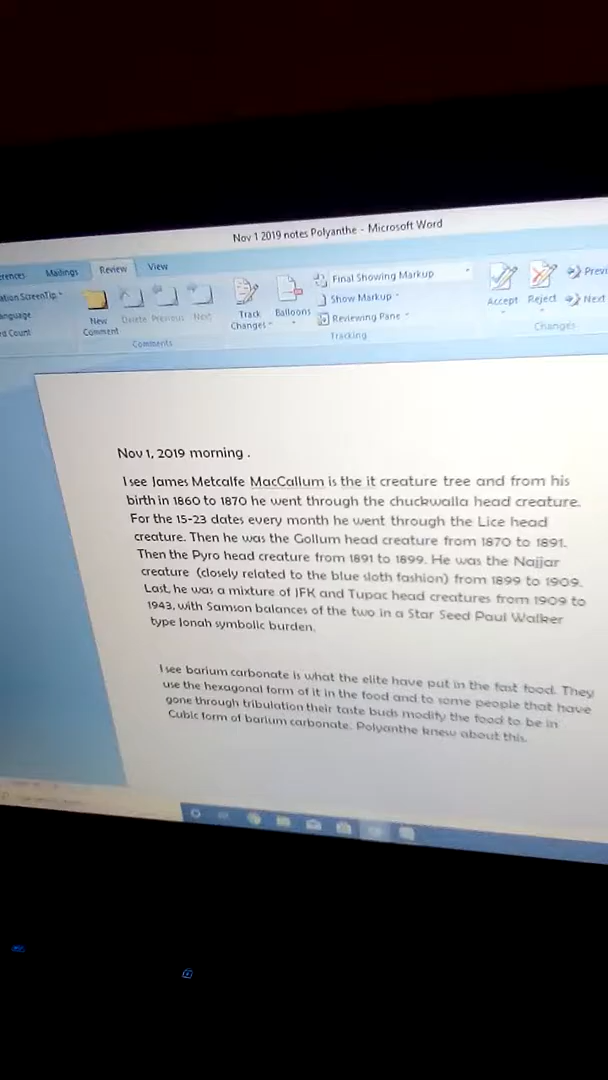 Nov 1 2019 notes Polyanthe - Microsoft Word
Mailings
Review
View
ScreenTip
Count
New Comment
Delete
Previous
Next
Track Changes
Balloons
Final Showing Markup
Show Markup
Reviewing Pane
Accept
Reject
Previ
Next
Comments
Tracking
Changes
Nov 1, 2019 morning .
I see James Metcalfe MacCallum is the it creature tree and from his
birth in 1860 to 1870 he went through the chuckwalla head creature.
For the 15-23 dates every month he went through the Lice head
creature. Then he was the Gollum head creature from 1870 to 1891.
Then the Pyro head creature from 1891 to 1899. He was the Najjar
creature (closely related to the blue sloth fashion) from 1899 to 1909.
Last, he was a mixture of JFK and Tupac head creatures from 1909 to
1943, with Samson balances of the two in a Star Seed Paul Walker
type Jonah symbolic burden.
I see barium carbonate is what the elite have put in the fast food. They
use the hexagonal form of it in the food and to some people that have
gone through tribulation their taste buds modify the food to be in
Cubic form of barium carbonate. Polyanthe knew about this.